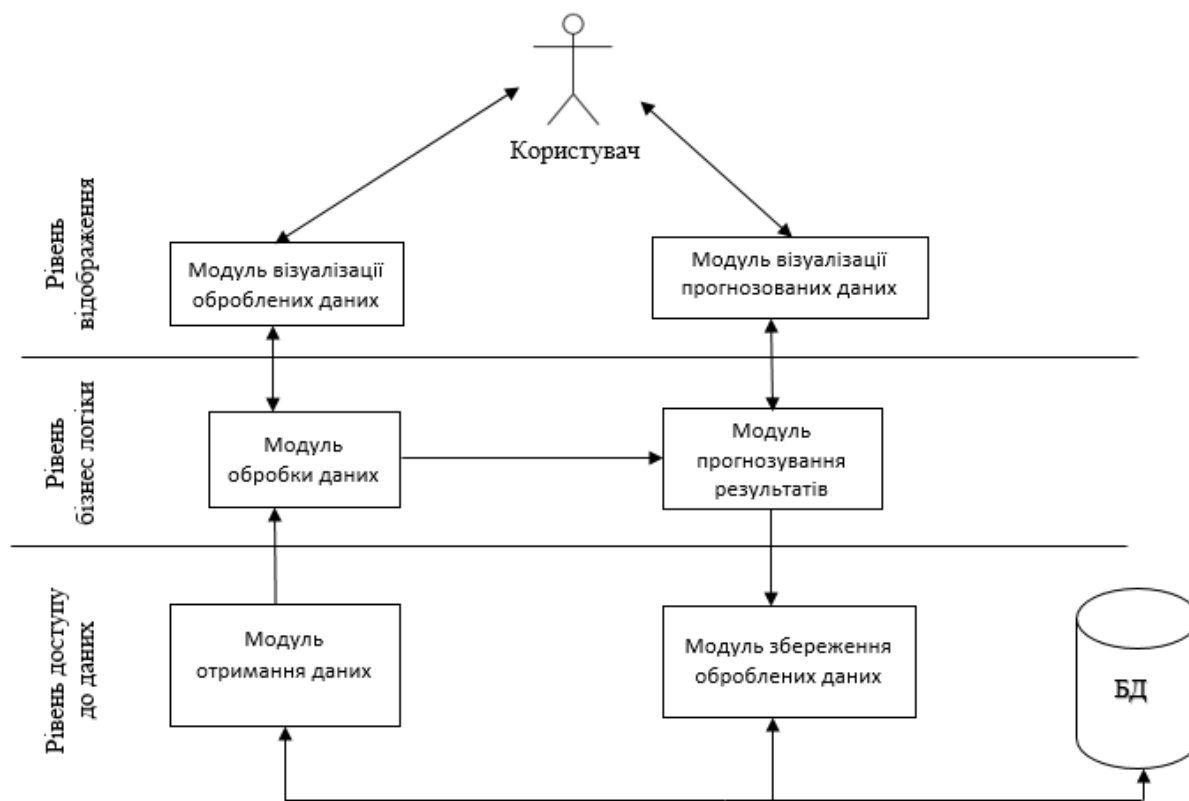 Користувач
Рівень
відображення
Модуль візуалізації
оброблених даних
Модуль візуалізації
прогнозованих даних
Рівень
бізнес логіки
Модуль
обробки даних
Модуль
прогнозування
результатів
Рівень доступу
до даних
Модуль
отримання даних
Модуль збереження
оброблених даних
БД